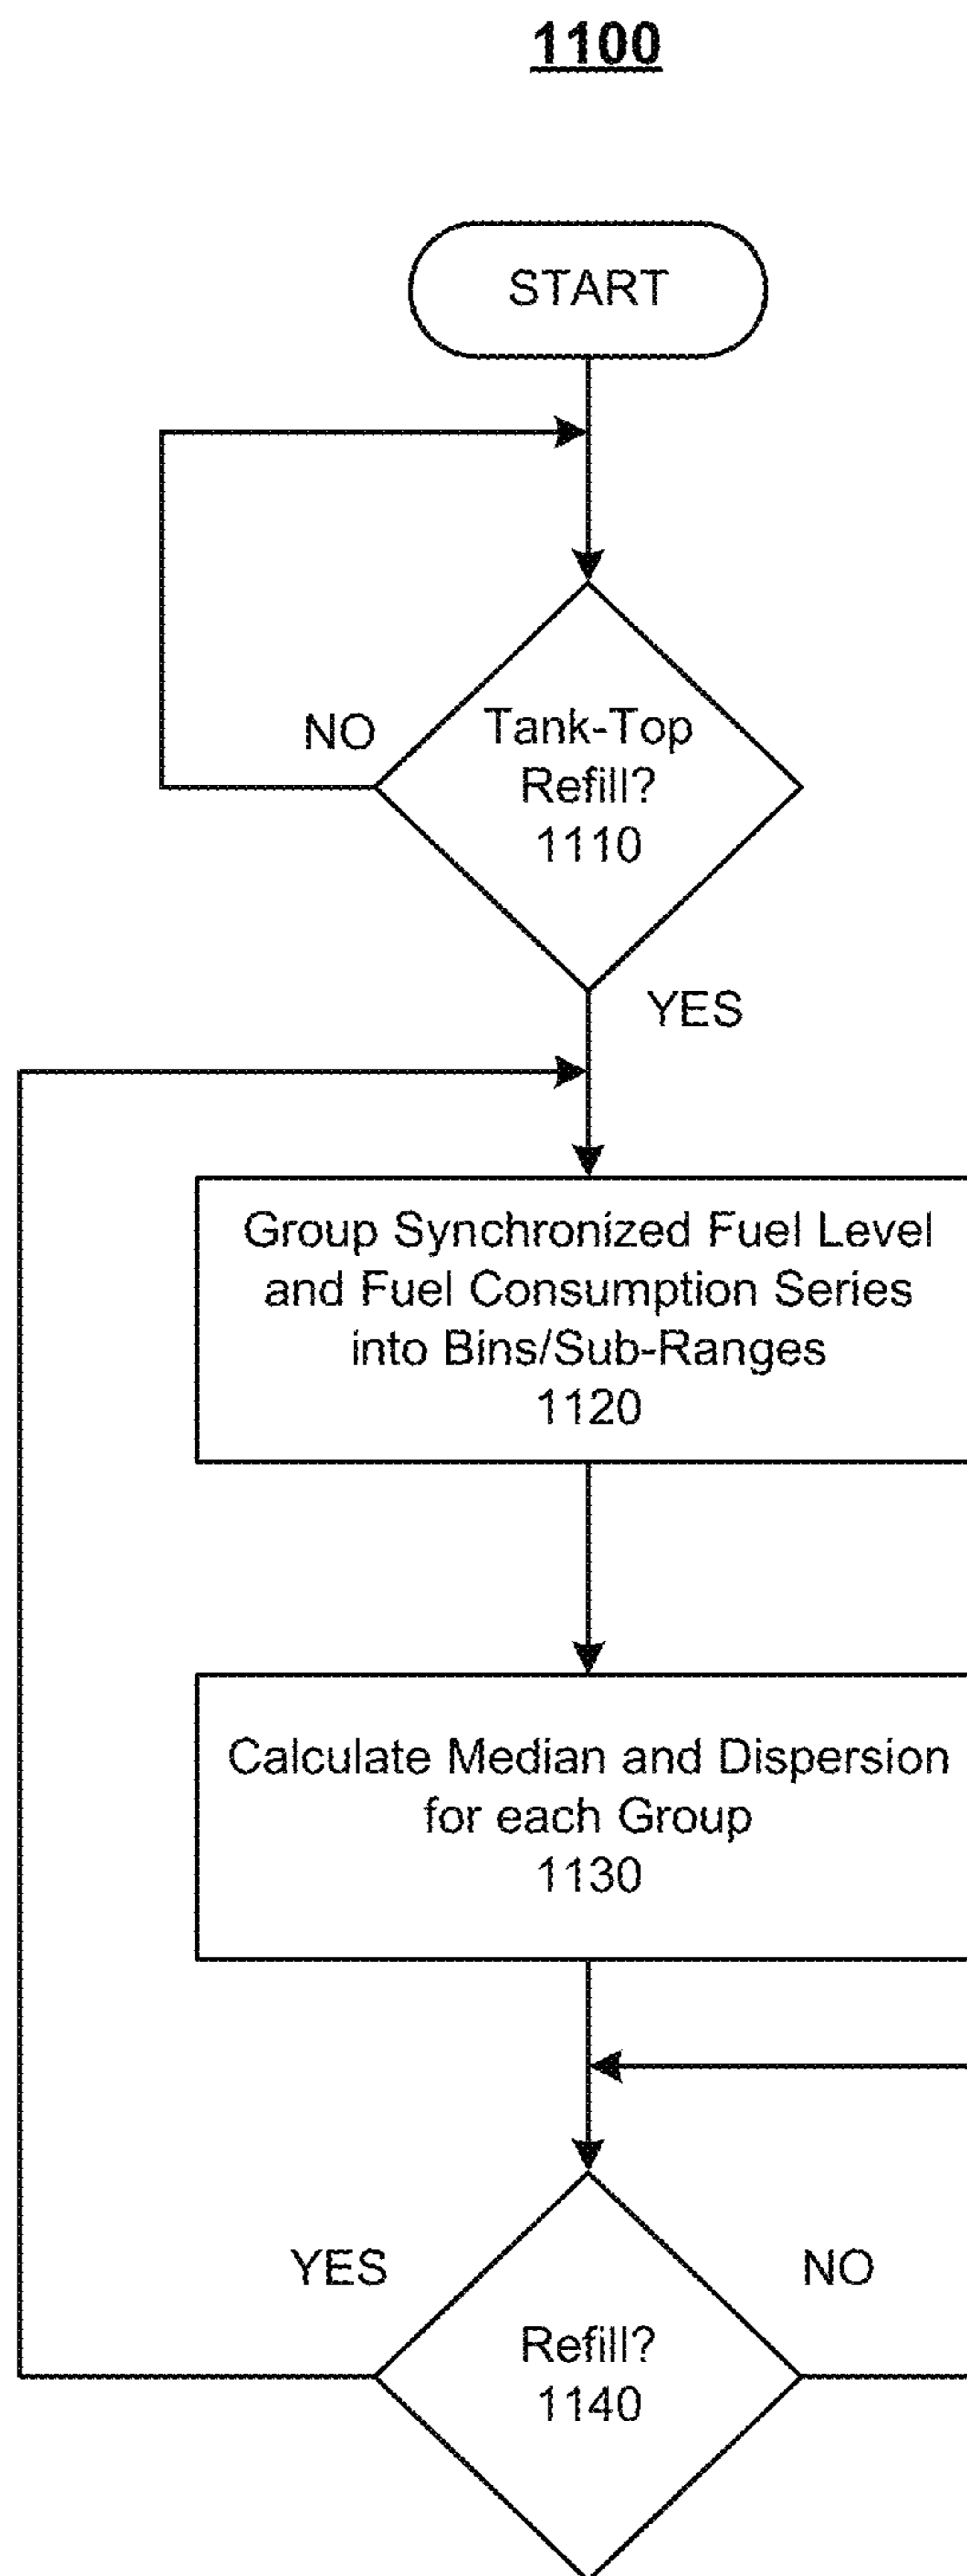 1100
START
NO
Tank-Top
Refill?
1110
YES
Group Synchronized Fuel Level
and Fuel Consumption Series
into Bins/Sub-Ranges
1120
Calculate Median and Dispersion
for each Group
1130
YES
NO
Refill?
1140